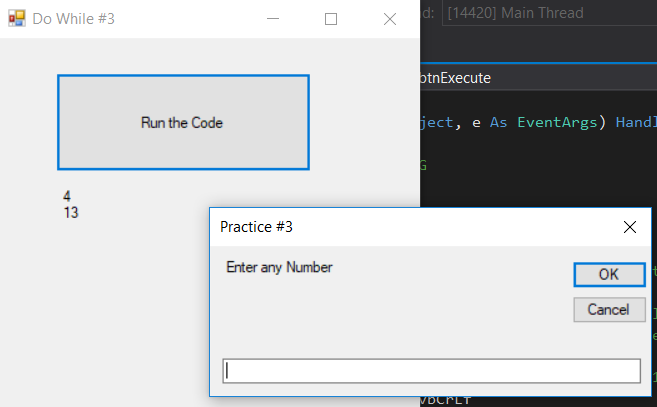 Do While #3
d: [14420] Main Thread
btnExecute
Run the Code
ject, e As EventArgs) Handl
G
4
13
Practice #3
Enter any Number
OK
Cancel
vbCrLf